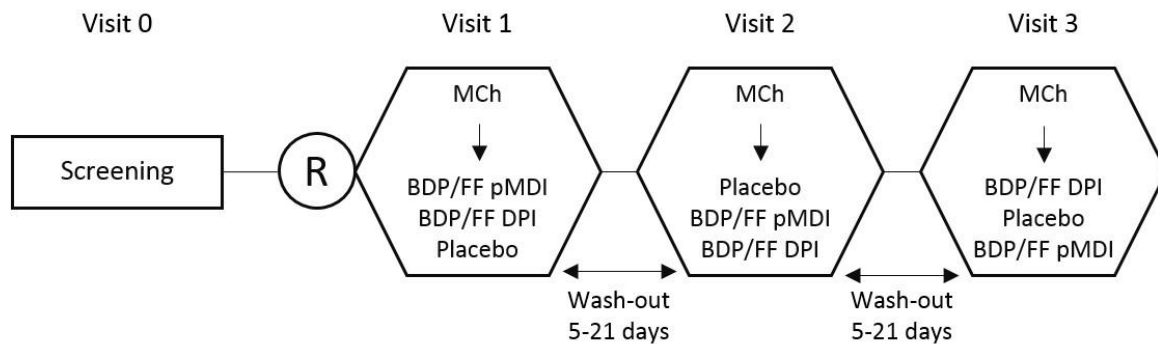 Visit 0
Visit 1
Visit 2
Visit 3
Screening
R
MCh
BDP/FF pMDI
BDP/FF DPI
Placebo
MCh
Placebo
BDP/FF pMDI
BDP/FF DPI
MCh
BDP/FF DPI
Placebo
BDP/FF pMDI
Wash-out
5-21 days
Wash-out
5-21 days